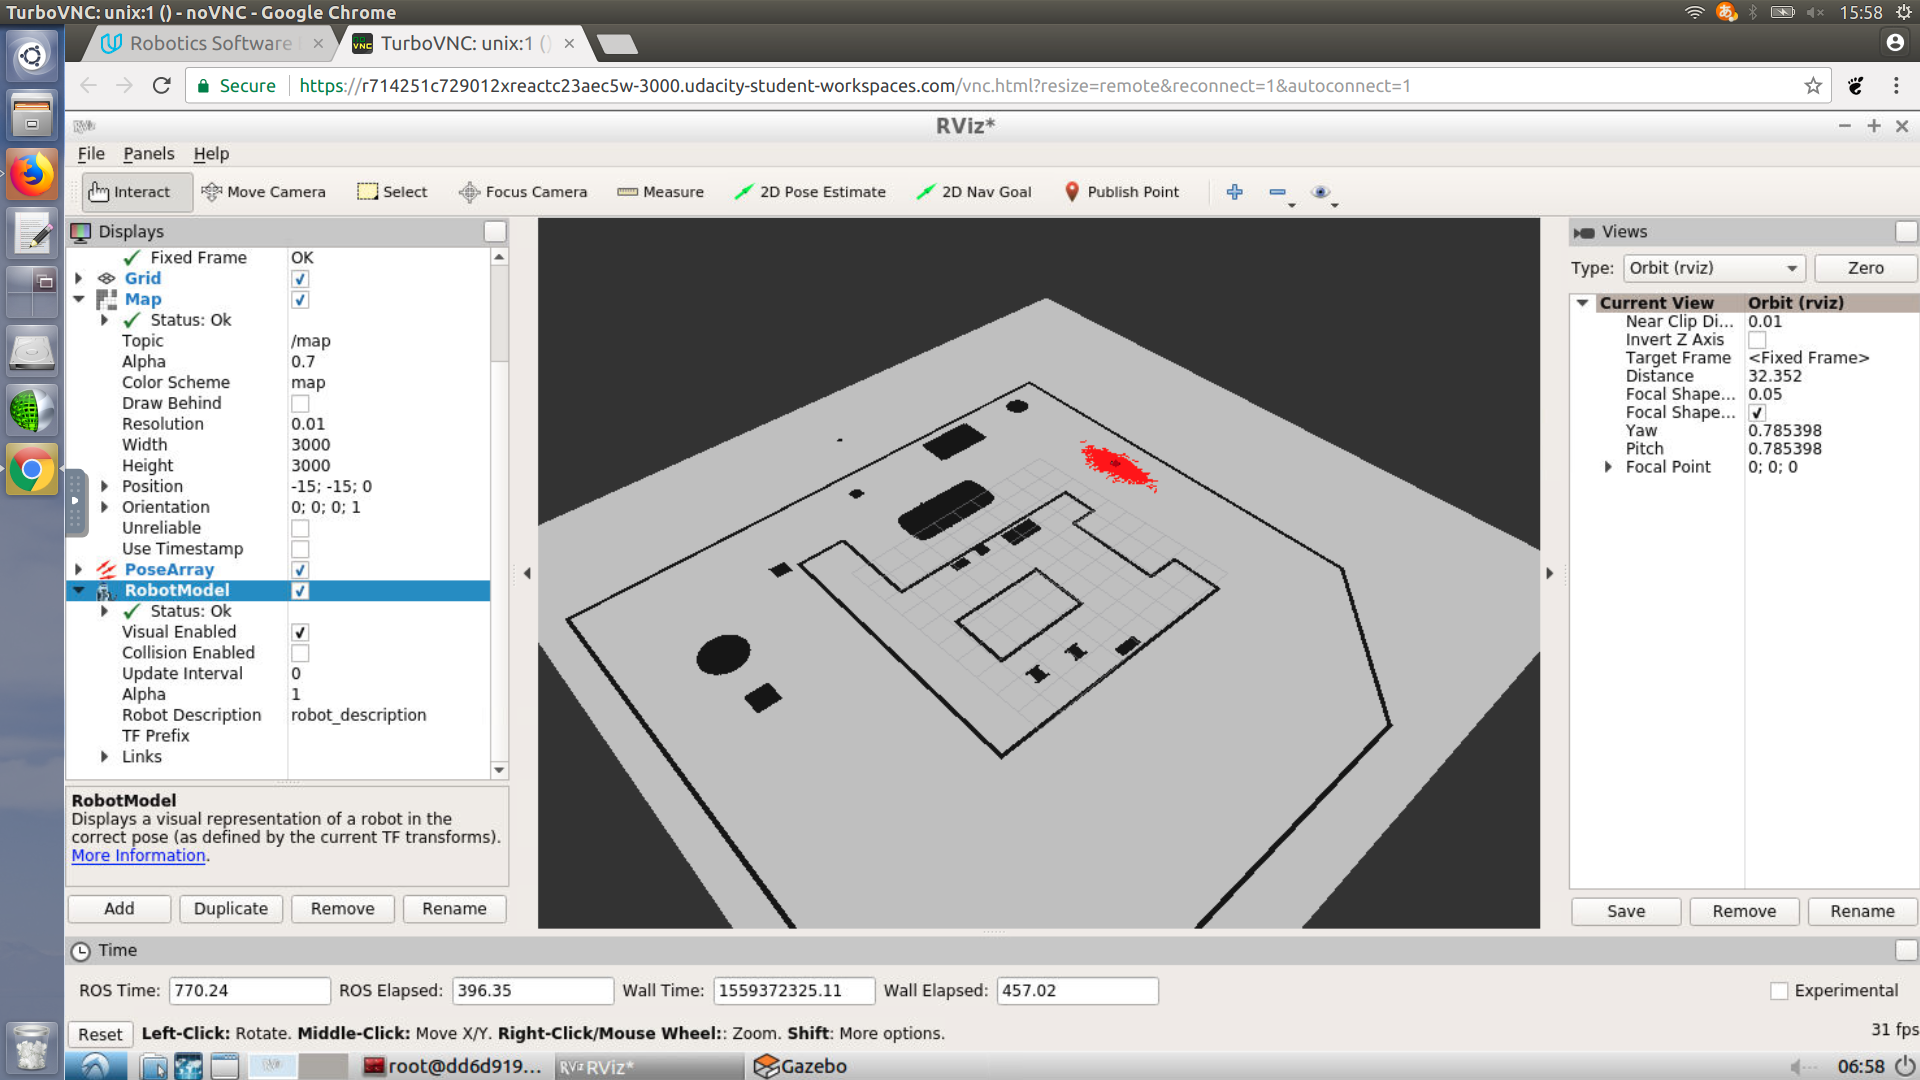 TurboVNC: unix:1 () - noVNC - Google Chrome
15:58
Robotics Software
TurboVNC: unix:1 ()
Secure
https://r714251c729012xreactc23aec5w-3000.udacity-student-workspaces.com/vnc.html?resize=remote&reconnect=1&autoconnect=1
RViz*
File Panels Help
Interact Move Camera Select Focus Camera Measure 2D Pose Estimate 2D Nav Goal Publish Point
Displays
Fixed Frame OK
Grid
Map
Status: Ok
Topic /map
Alpha 0.7
Color Scheme map
Draw Behind
Resolution 0.01
Width 3000
Height 3000
Position -15; -15; 0
Orientation 0; 0; 0; 1
Unreliable
Use Timestamp
PoseArray
RobotModel
Status: Ok
Visual Enabled
Collision Enabled
Update Interval 0
Alpha 1
Robot Description robot_description
TF Prefix
Links
RobotModel
Displays a visual representation of a robot in the
correct pose (as defined by the current TF transforms).
More Information.
Add Duplicate Remove Rename
Views
Type: Orbit (rviz) Zero
Current View Orbit (rviz)
Near Clip Di... 0.01
Invert Z Axis
Target Frame <Fixed Frame>
Distance 32.352
Focal Shape... 0.05
Focal Shape...
Yaw 0.785398
Pitch 0.785398
Focal Point 0; 0; 0
Save Remove Rename
Time
ROS Time: 770.24 ROS Elapsed: 396.35 Wall Time: 1559372325.11 Wall Elapsed: 457.02 Experimental
Reset Left-Click: Rotate. Middle-Click: Move X/Y. Right-Click/Mouse Wheel:: Zoom. Shift: More options. 31 fps
root@dd6d919... RViz* Gazebo 06:58